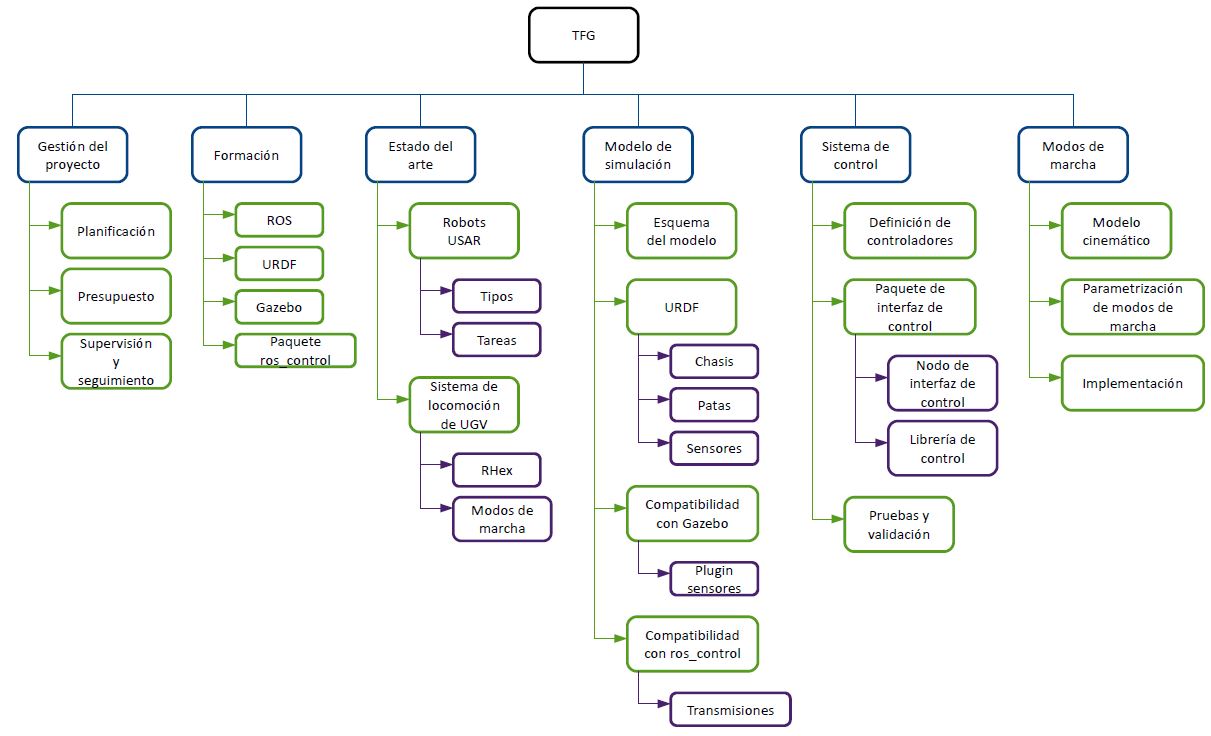 TFG
Gestión del
proyecto
Planificación
Presupuesto
Supervisión
y
seguimiento
Formación
ROS
URDF
Gazebo
Paquete
ros_control
Estado del
arte
Robots
USAR
Tipos
Tareas
Sistema de
locomoción
de UGV
RHex
Modos de
marcha
Modelo de
simulación
Esquema
del modelo
URDF
Chasis
Patas
Sensores
Compatibilidad
con Gazebo
Plugin
sensores
Compatibilidad
con ros_control
Transmisiones
Sistema de
control
Definición de
controladores
Paquete de
interfaz de
control
Nodo de
interfaz de
control
Librería de
control
Pruebas y
validación
Modos de
marcha
Modelo
cinemático
Parametrización
de modos de
marcha
Implementación